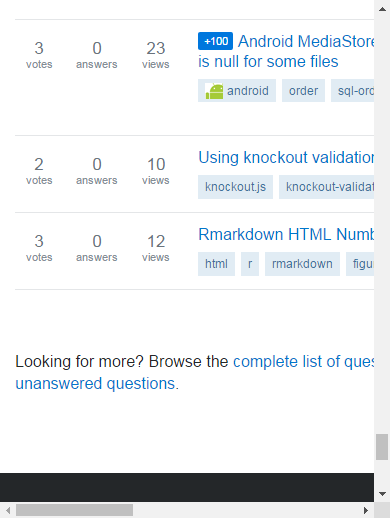 3 0 23 +100 Android MediaStore
votes answers views is null for some files
android order sql-ord
2 0 10 Using knockout validation
votes answers views knockout.js knockout-validat
3 0 12 Rmarkdown HTML Numb
votes answers views html r rmarkdown figu
Looking for more? Browse the complete list of ques
unanswered questions.